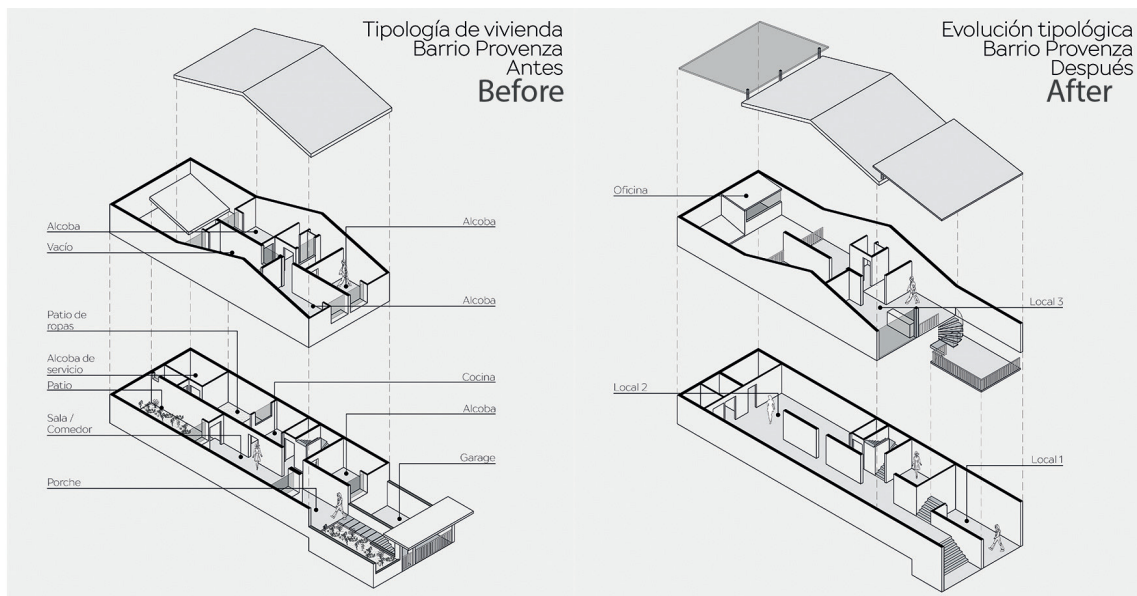 Tipología de vivienda
Barrio Provenza
Antes
Before
Alcoba
Vacío
Alcoba
Alcoba
Patio de
ropas
Alcoba de
servicio
Patio
Sala /
Comedor
Porche
Cocina
Alcoba
Garage
Evolución tipológica
Barrio Provenza
Después
After
Oficina
Local 3
Local 2
Local 1